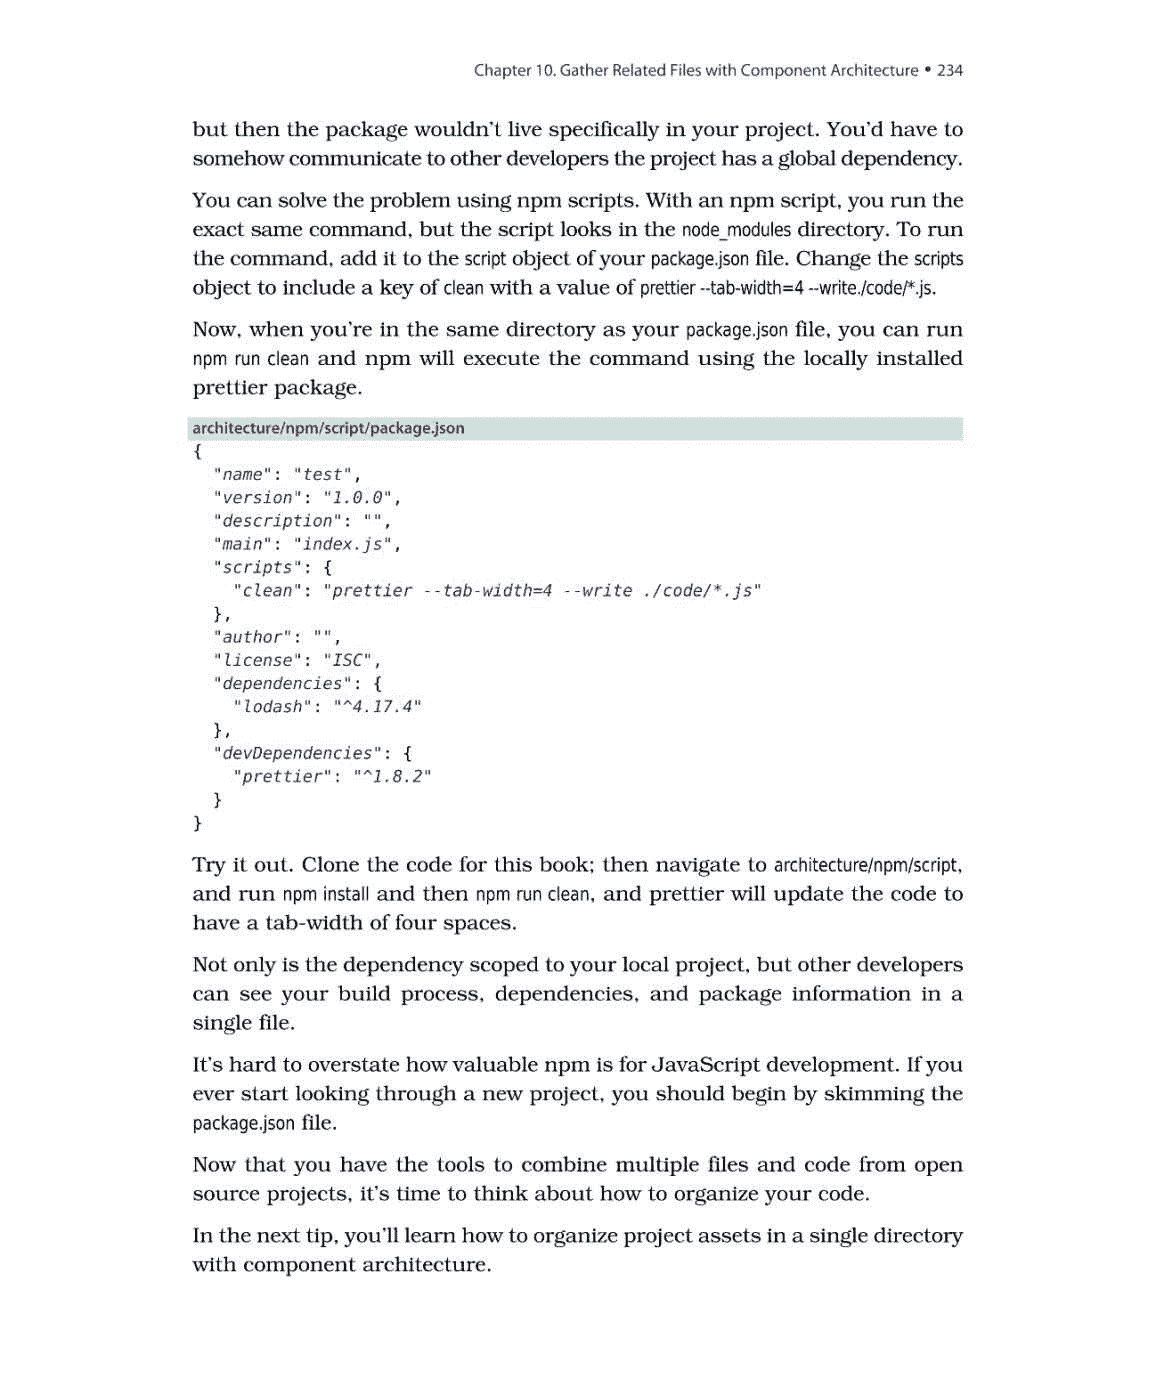 Chapter 10. Gather Related Files with Component Architecture • 234
but then the package wouldn't live specifically in your project. You'd have to
somehow communicate to other developers the project has a global dependency.
You can solve the problem using npm scripts. With an npm script, you run the
exact same command, but the script looks in the node_modules directory. To run
the command, add it to the script object of your package.json file. Change the scripts
object to include a key of clean with a value of prettier --tab-width=4 --write./code/*.js.
Now, when you're in the same directory as your package.json file, you can run
npm run clean and npm will execute the command using the locally installed
prettier package.
architecture/npm/script/package.json
{
  "name": "test",
  "version": "1.0.0",
  "description": "",
  "main": "index.js",
  "scripts": {
    "clean": "prettier --tab-width=4 --write ./code/*.js"
  },
  "author": "",
  "license": "ISC",
  "dependencies": {
    "lodash": "^4.17.4"
  },
  "devDependencies": {
    "prettier": "^1.8.2"
  }
}
Try it out. Clone the code for this book; then navigate to architecture/npm/script,
and run npm install and then npm run clean, and prettier will update the code to
have a tab-width of four spaces.
Not only is the dependency scoped to your local project, but other developers
can see your build process, dependencies, and package information in a
single file.
It's hard to overstate how valuable npm is for JavaScript development. If you
ever start looking through a new project, you should begin by skimming the
package.json file.
Now that you have the tools to combine multiple files and code from open
source projects, it's time to think about how to organize your code.
In the next tip, you'll learn how to organize project assets in a single directory
with component architecture.